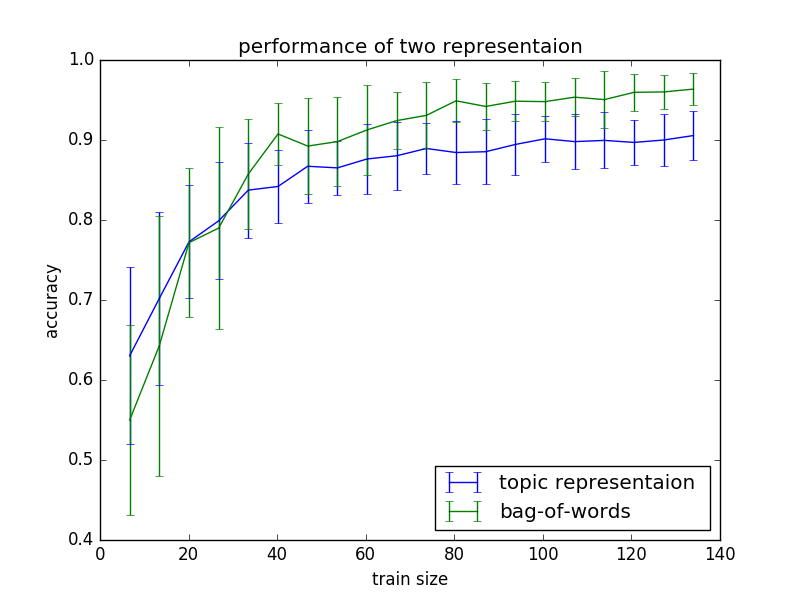 performance of two representaion
1.0
0.9
0.8
0.7
0.6
0.5
0.4
accuracy
topic representaion
bag-of-words
0 20 40 60 80 100 120 140
train size